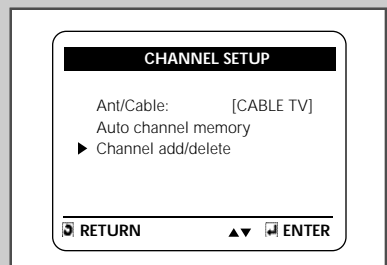 CHANNEL SETUP
Ant/Cable: [CABLE TV]
Auto channel memory
Channel add/delete
RETURN ENTER